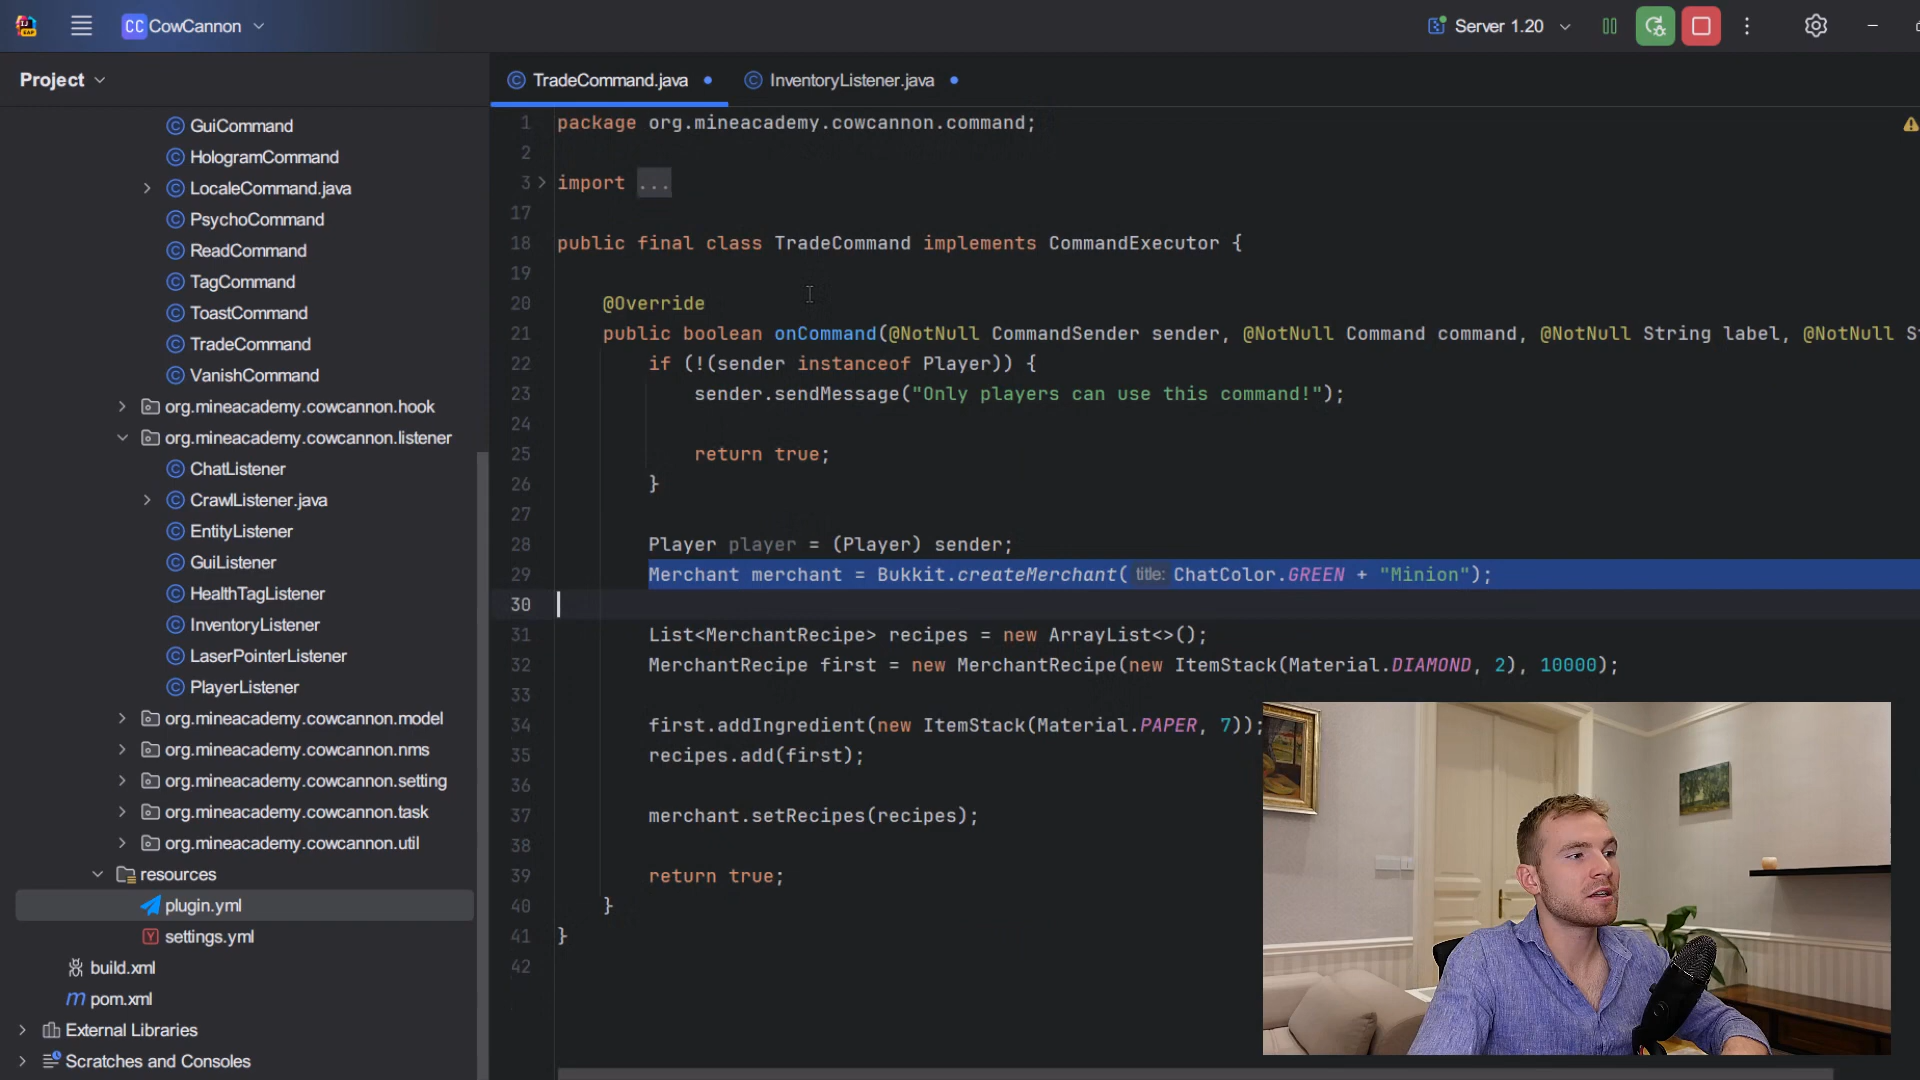 CC CowCannon
Server 1.20
Project
TradeCommand.java
InventoryListener.java
GuiCommand
HologramCommand
LocaleCommand.java
PsychoCommand
ReadCommand
TagCommand
ToastCommand
TradeCommand
VanishCommand
org.mineacademy.cowcannon.hook
org.mineacademy.cowcannon.listener
ChatListener
CrawlListener.java
EntityListener
GuiListener
HealthTagListener
InventoryListener
LaserPointerListener
PlayerListener
org.mineacademy.cowcannon.model
org.mineacademy.cowcannon.nms
org.mineacademy.cowcannon.setting
org.mineacademy.cowcannon.task
org.mineacademy.cowcannon.util
resources
plugin.yml
settings.yml
build.xml
pom.xml
External Libraries
Scratches and Consoles
1 package org.mineacademy.cowcannon.command;
2
3 import ...
17
18 public final class TradeCommand implements CommandExecutor {
19
20 @Override
21 public boolean onCommand(@NotNull CommandSender sender, @NotNull Command command, @NotNull String label, @NotNull S
22 if (!(sender instanceof Player)) {
23 sender.sendMessage("Only players can use this command!");
24
25 return true;
26 }
27
28 Player player = (Player) sender;
29 Merchant merchant = Bukkit.createMerchant( title: ChatColor.GREEN + "Minion");
30
31 List<MerchantRecipe> recipes = new ArrayList<>();
32 MerchantRecipe first = new MerchantRecipe(new ItemStack(Material.DIAMOND, 2), 10000);
33
34 first.addIngredient(new ItemStack(Material.PAPER, 7));
35 recipes.add(first);
36
37 merchant.setRecipes(recipes);
38
39 return true;
40 }
41 }
42